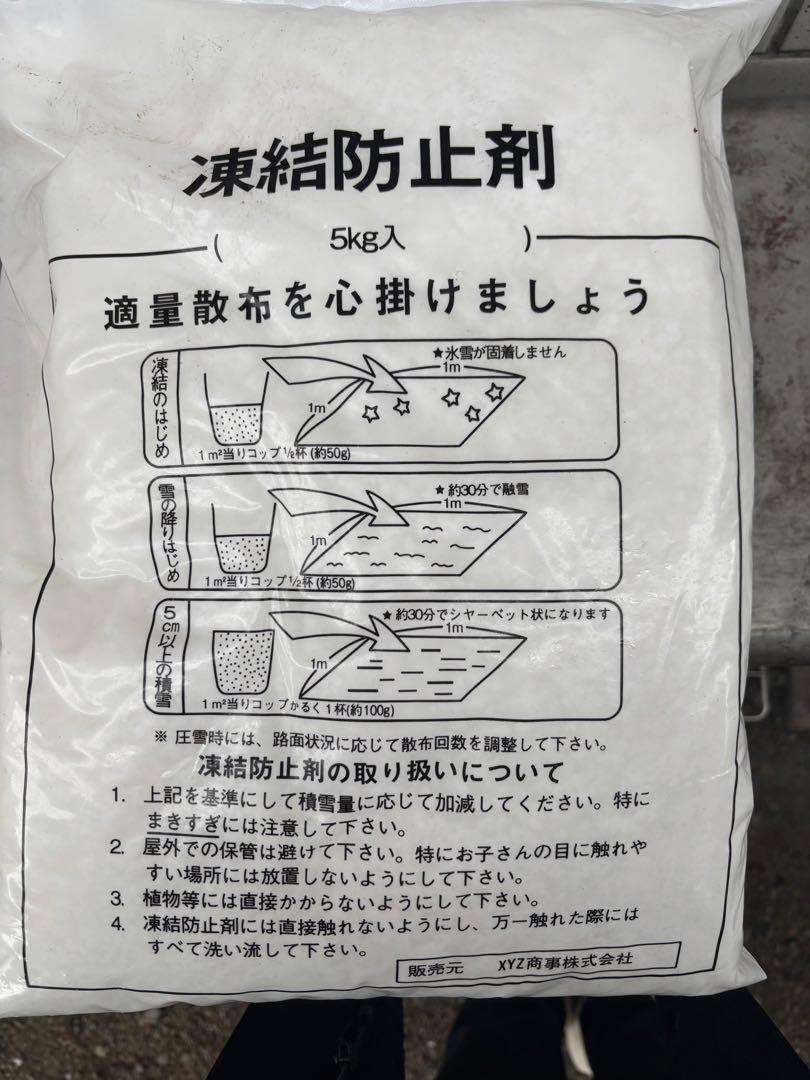 凍結防止剤
( 5kg入 )
適量散布を心掛けましょう
凍結のはじめ
★氷雪が固着しません
1m
1m
1m²当りコップ½杯(約50g)
雪の降りはじめ
★約30分で融雪
1m
1m
1m²当りコップ½杯(約50g)
5cm以上の積雪
★約30分でシャーベット状になります
1m
1m
1m²当りコップかるく1杯(約100g)
※ 圧雪時には、路面状況に応じて散布回数を調整して下さい。
凍結防止剤の取り扱いについて
1. 上記を基準にして積雪量に応じて加減してください。特に
まきすぎには注意して下さい。
2. 屋外での保管は避けて下さい。特にお子さんの目に触れや
すい場所には放置しないようにして下さい。
3. 植物等には直接かからないようにして下さい。
4. 凍結防止剤には直接触れないようにし、万一触れた際には
すべて洗い流して下さい。
販売元 XYZ商事株式会社